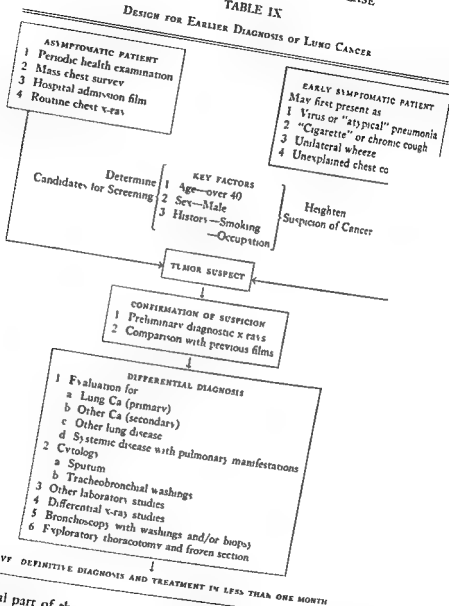 TABLE IX
DESIGN FOR EARLIER DIAGNOSIS OF LUNG CANCER
ASYMPTOMATIC PATIENT
1 Periodic health examination
2 Mass chest survey
3 Hospital admission film
4 Routine chest x-ray
EARLY SYMPTOMATIC PATIENT
May first present as
1 Virus or "atypical" pneumonia
2 "Cigarette" or chronic cough
3 Unilateral wheeze
4 Unexplained chest co
Determine
Candidates for Screening
KEY FACTORS
1 Age—over 40
2 Sex—Male
3 History—Smoking
—Occupation
Heighten
Suspicion of Cancer
TUMOR SUSPECT
CONFIRMATION OF SUSPICION
1 Preliminary diagnostic x rays
2 Comparison with previous films
DIFFERENTIAL DIAGNOSIS
1 Evaluation for
a Lung Ca (primary)
b Other Ca (secondary)
c Other lung disease
d Systemic disease with pulmonary manifestations
2 Cytology
a Sputum
b Tracheobronchial washings
3 Other laboratory studies
4 Differential x-ray studies
5 Bronchoscopy with washings and/or biopsy
6 Exploratory thoracotomy and frozen section
DEFINITIVE DIAGNOSIS AND TREATMENT IN LESS THAN ONE MONTH
part of